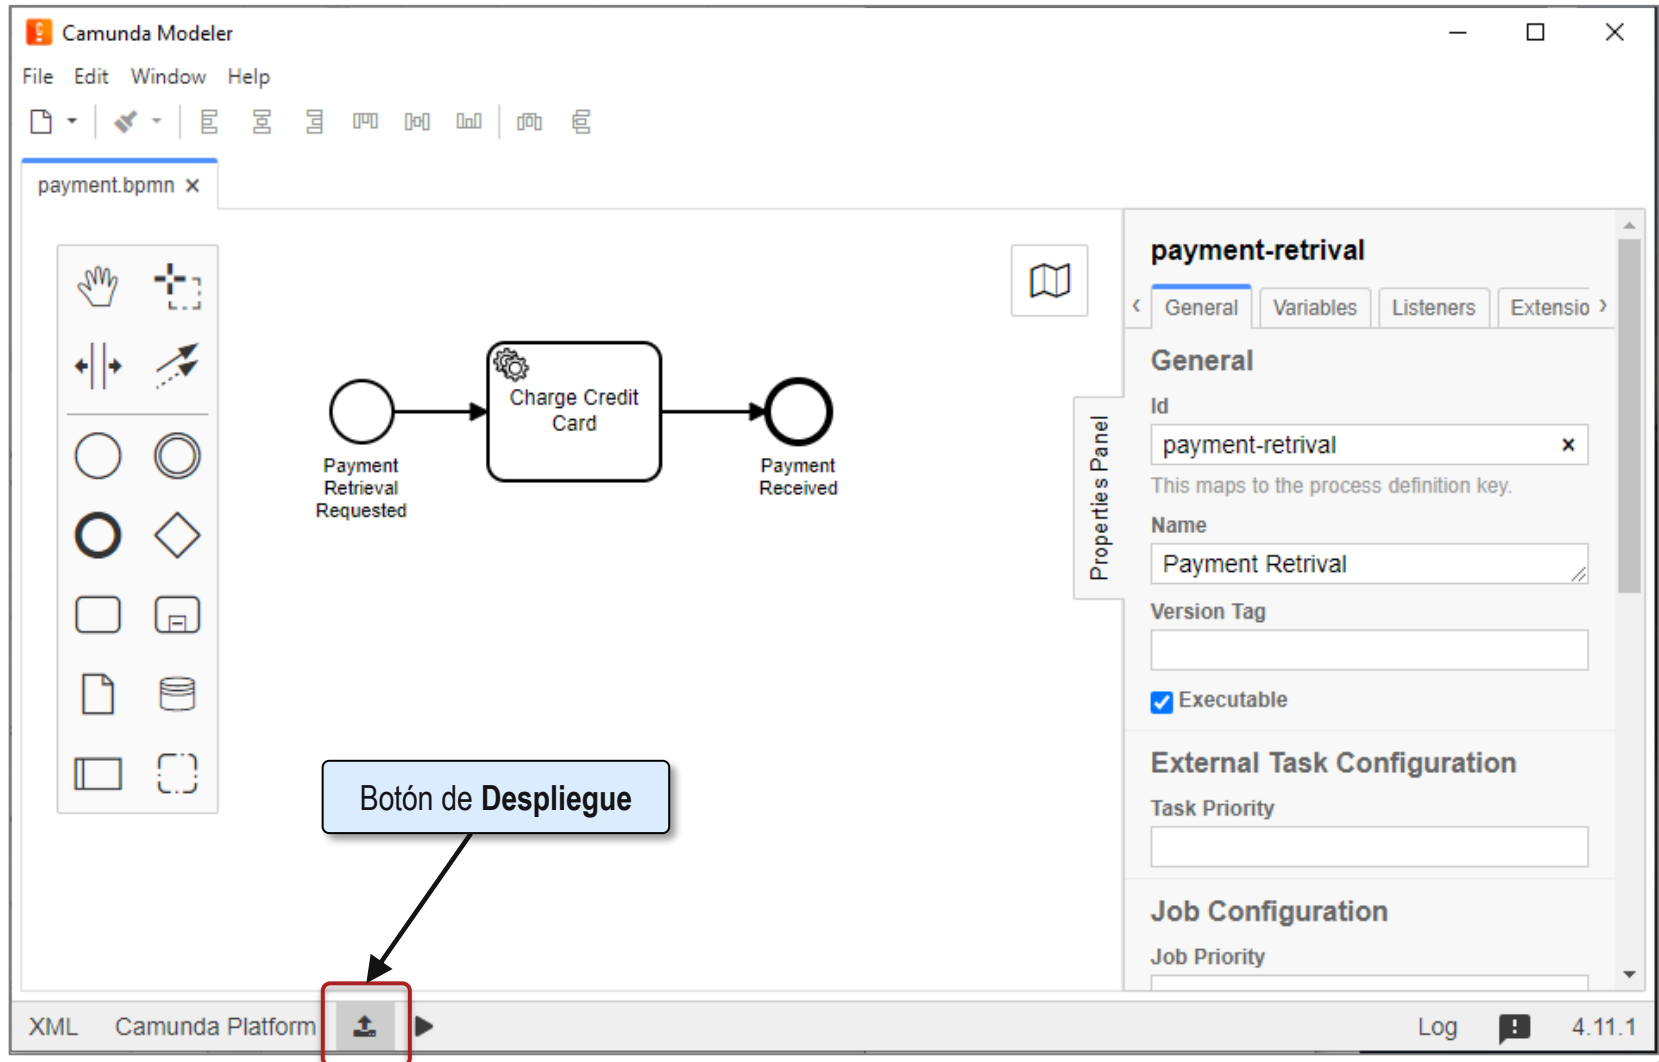 Camunda Modeler
File Edit Window Help
payment.bpmn
payment-retrival
General Variables Listeners Extensio
General
Id
payment-retrival
This maps to the process definition key.
Name
Payment Retrival
Version Tag
Executable
External Task Configuration
Task Priority
Job Configuration
Job Priority
Properties Panel
Charge Credit
Card
Payment
Retrieval
Requested
Payment
Received
Botón de Despliegue
XML Camunda Platform
Log 4.11.1